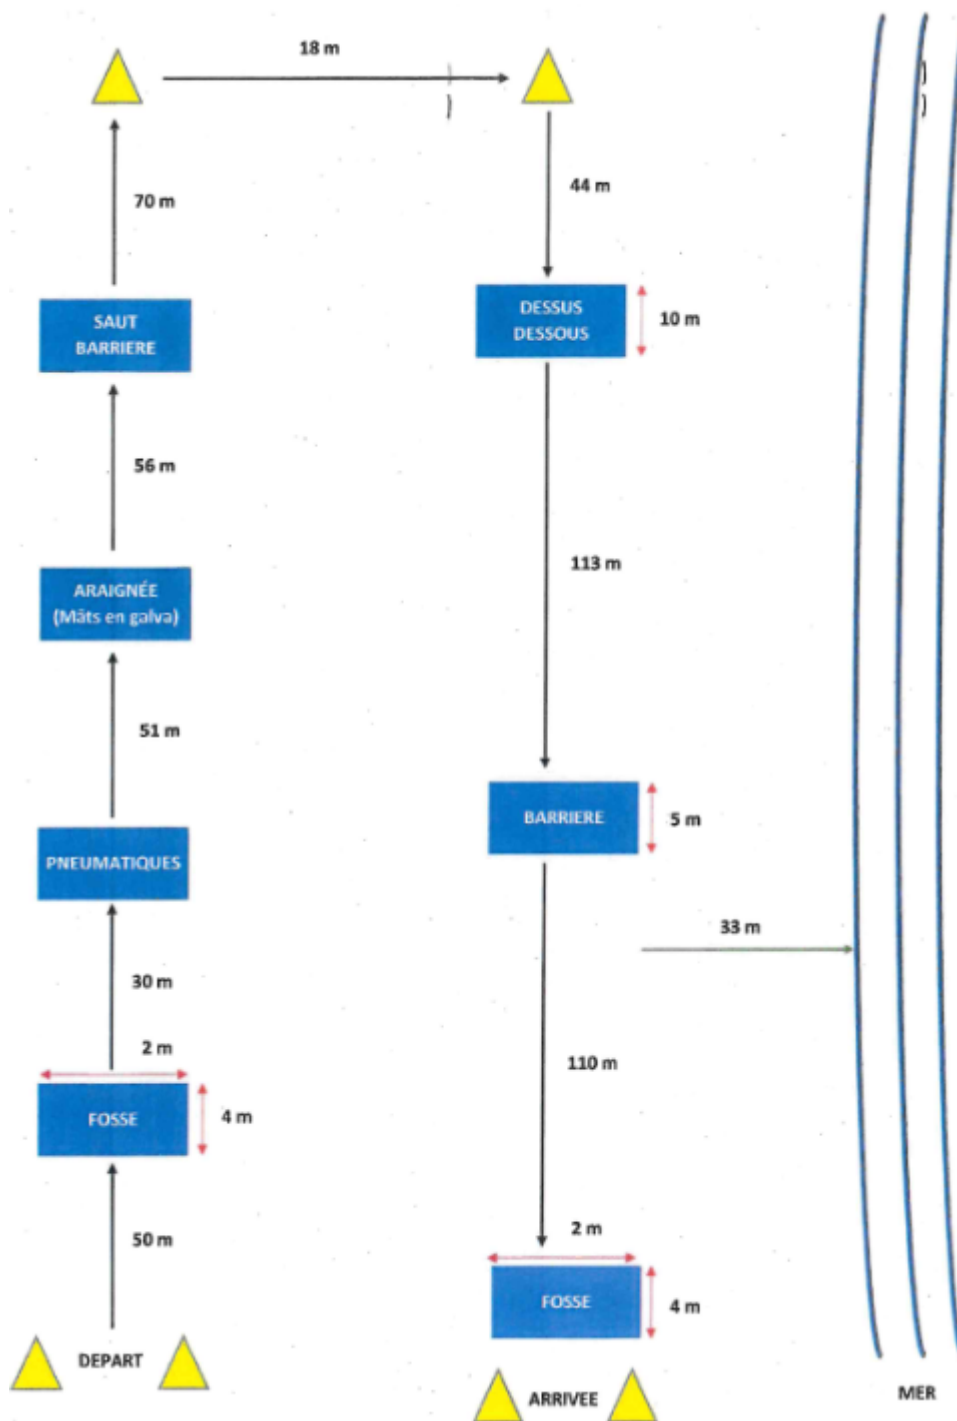 18 m
70 m
44 m
SAUT
BARRIERE
DESSUS
DESSOUS
10 m
56 m
113 m
ARAIGNÉE
(Mâts en galva)
51 m
BARRIERE
5 m
PNEUMATIQUES
33 m
30 m
2 m
110 m
FOSSE
4 m
50 m
2 m
FOSSE
4 m
DEPART
ARRIVEE
MER